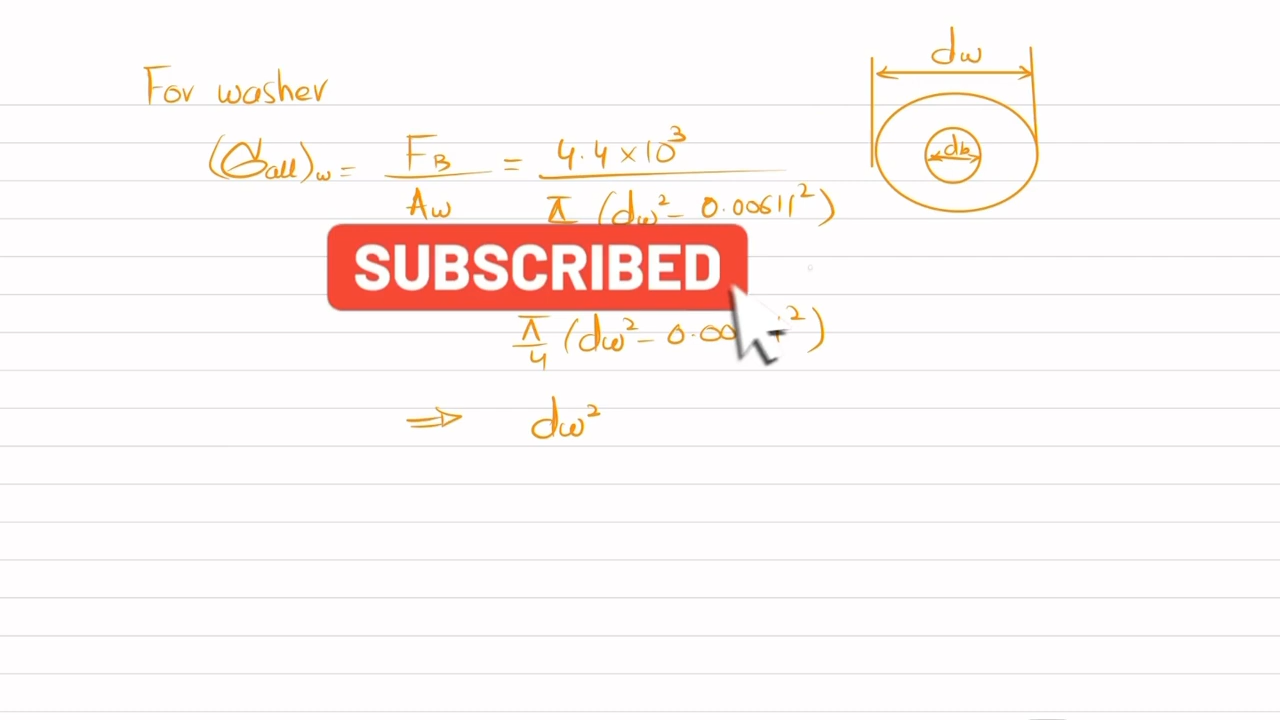 dw
For washer
(σall)w = FB / Aw = 4.4 × 10³ / π (dw² - 0.00611²)
db
SUBSCRIBED
π/4 (dw² - 0.00
⇒ dw²